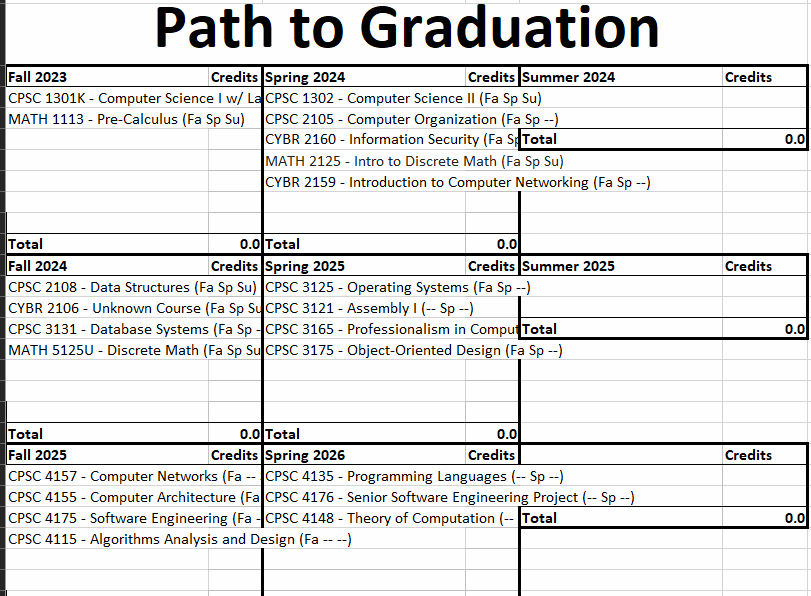 Path to Graduation
Fall 2023 Credits Spring 2024 Credits Summer 2024 Credits
CPSC 1301K - Computer Science I w/ La CPSC 1302 - Computer Science II (Fa Sp Su)
MATH 1113 - Pre-Calculus (Fa Sp Su) CPSC 2105 - Computer Organization (Fa Sp --)
CYBR 2160 - Information Security (Fa Sp Total 0.0
MATH 2125 - Intro to Discrete Math (Fa Sp Su)
CYBR 2159 - Introduction to Computer Networking (Fa Sp --)
Total 0.0 Total 0.0
Fall 2024 Credits Spring 2025 Credits Summer 2025 Credits
CPSC 2108 - Data Structures (Fa Sp Su) CPSC 3125 - Operating Systems (Fa Sp --)
CYBR 2106 - Unknown Course (Fa Sp Su CPSC 3121 - Assembly I (-- Sp --)
CPSC 3131 - Database Systems (Fa Sp - CPSC 3165 - Professionalism in Comput Total 0.0
MATH 5125U - Discrete Math (Fa Sp Su CPSC 3175 - Object-Oriented Design (Fa Sp --)
Total 0.0 Total 0.0
Fall 2025 Credits Spring 2026 Credits Credits
CPSC 4157 - Computer Networks (Fa -- CPSC 4135 - Programming Languages (-- Sp --)
CPSC 4155 - Computer Architecture (Fa CPSC 4176 - Senior Software Engineering Project (-- Sp --)
CPSC 4175 - Software Engineering (Fa - CPSC 4148 - Theory of Computation (-- Total 0.0
CPSC 4115 - Algorithms Analysis and Design (Fa -- --)